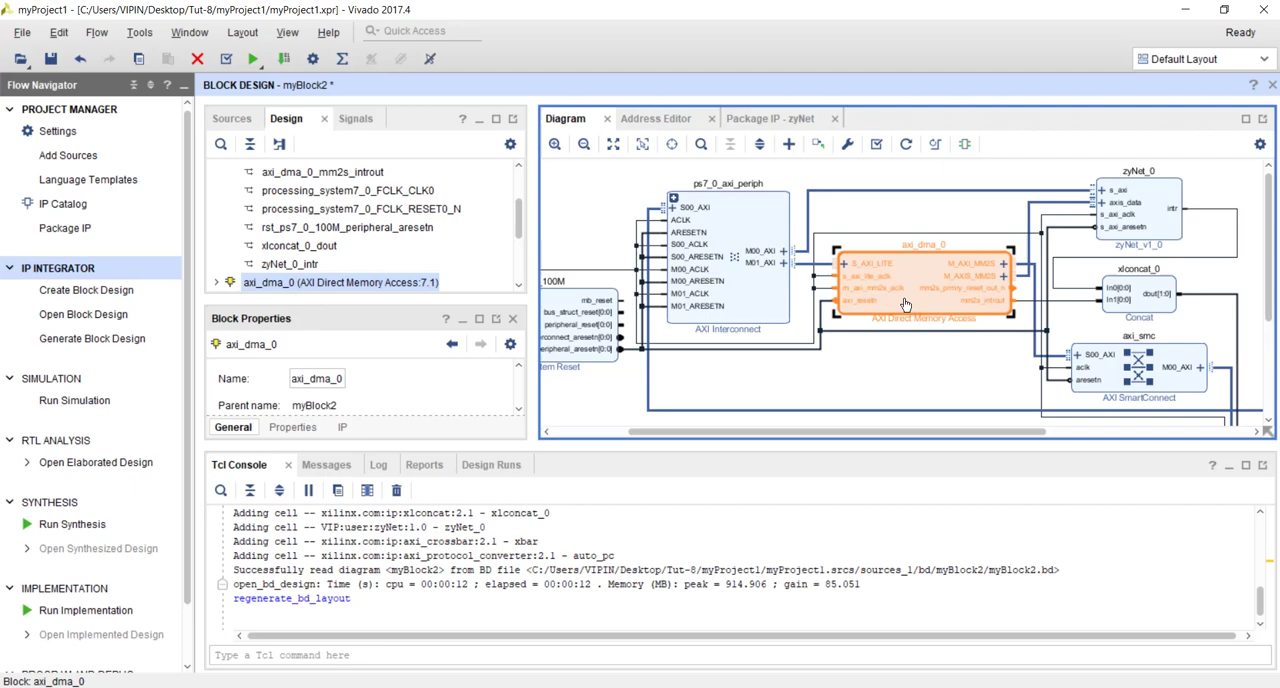 myProject1 - [C:/Users/VIPIN/Desktop/Tut-8/myProject1/myProject1.xpr] - Vivado 2017.4
File Edit Flow Tools Window Layout View Help Quick Access Ready
Default Layout
Flow Navigator
PROJECT MANAGER
Settings
Add Sources
Language Templates
IP Catalog
Package IP
IP INTEGRATOR
Create Block Design
Open Block Design
Generate Block Design
SIMULATION
Run Simulation
RTL ANALYSIS
Open Elaborated Design
SYNTHESIS
Run Synthesis
Open Synthesized Design
IMPLEMENTATION
Run Implementation
Open Implemented Design
BLOCK DESIGN - myBlock2 *
Sources Design Signals
axi_dma_0_mm2s_introut
processing_system7_0_FCLK_CLK0
processing_system7_0_FCLK_RESET0_N
rst_ps7_0_100M_peripheral_aresetn
xlconcat_0_dout
zyNet_0_intr
axi_dma_0 (AXI Direct Memory Access:7.1)
Block Properties
axi_dma_0
Name: axi_dma_0
Parent name: myBlock2
General Properties IP
Diagram Address Editor Package IP - zyNet
100M
mb_reset
bus_struct_reset[0:0]
peripheral_reset[0:0]
erconnect_aresetn[0:0]
eripheral_aresetn[0:0]
tem Reset
ps7_0_axi_periph
S00_AXI
ACLK
ARESETN
S00_ACLK
S00_ARESETN
M00_ACLK
M00_ARESETN
M01_ACLK
M01_ARESETN
M00_AXI
M01_AXI
AXI Interconnect
axi_dma_0
S_AXI_LITE
s_axi_lite_aclk
m_axi_mm2s_aclk
axi_resetn
M_AXI_MM2S
M_AXIS_MM2S
mm2s_prmry_reset_out_n
mm2s_introut
AXI Direct Memory Access
zyNet_0
s_axi
axis_data
s_axi_aclk
s_axi_aresetn
intr
zyNet_v1_0
xlconcat_0
In0[0:0]
In1[0:0]
dout[1:0]
Concat
axi_smc
S00_AXI
aclk
aresetn
M00_AXI
AXI SmartConnect
Tcl Console Messages Log Reports Design Runs
Adding cell -- xilinx.com:ip:xlconcat:2.1 - xlconcat_0
Adding cell -- VIP:user:zyNet:1.0 - zyNet_0
Adding cell -- xilinx.com:ip:axi_crossbar:2.1 - xbar
Adding cell -- xilinx.com:ip:axi_protocol_converter:2.1 - auto_pc
Successfully read diagram <myBlock2> from BD file <C:/Users/VIPIN/Desktop/Tut-8/myProject1/myProject1.srcs/sources_1/bd/myBlock2/myBlock2.bd>
open_bd_design: Time (s): cpu = 00:00:12 ; elapsed = 00:00:12 . Memory (MB): peak = 914.906 ; gain = 85.051
regenerate_bd_layout
Type a Tcl command here
Block: axi_dma_0